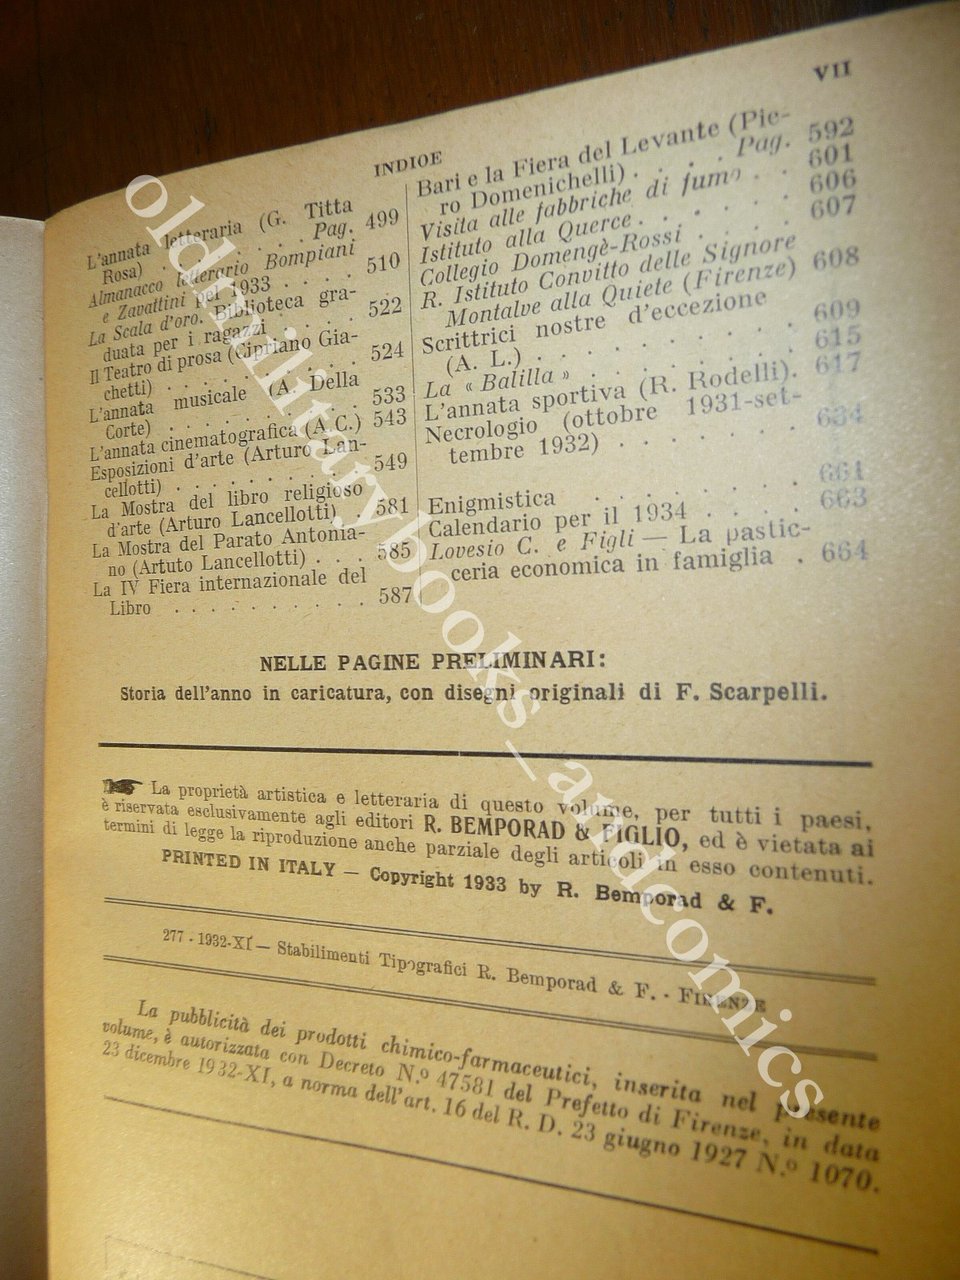 VII
INDICE
L'annata letteraria (G. Titta
Rosa) . . . . . . . Pag. 499
Almanacco letterario Bompiani
e Zavattini per 1933 . . . . 510
La Scala d'oro. Biblioteca gra-
duata per i ragazzi . . . . 522
Il Teatro di prosa (Cipriano Gia-
chetti) . . . . . . . . 524
L'annata musicale (A. Della
Corte) . . . . . . . . 533
L'annata cinematografica (A. C.) 543
Esposizioni d'arte (Arturo Lan-
cellotti) . . . . . . . . 549
La Mostra del libro religioso
d'arte (Arturo Lancellotti) . 581
La Mostra del Parato Antonia-
no (Artuto Lancellotti) . . . 585
La IV Fiera internazionale del
Libro . . . . . . . . . . 587
Bari e la Fiera del Levante (Pie-
ro Domenichelli) . . . Pag. 592
Visita alle fabbriche di fumo . . 601
Istituto alla Querce . . . . . . 606
Collegio Domengè-Rossi . . . . 607
R. Istituto Convitto delle Signore
Montalve alla Quiete (Firenze) 608
Scrittrici nostre d'eccezione
(A. L.) . . . . . . . . . 609
La « Balilla » . . . . . . . . 615
L'annata sportiva (R. Rodelli). 617
Necrologio (ottobre 1931-set-
tembre 1932) . . . . . . . 634
Enigmistica . . . . . . . . 661
Calendario per il 1934 . . . . 663
Lovesio C. e Figli — La pastic-
ceria economica in famiglia . 664
NELLE PAGINE PRELIMINARI:
Storia dell'anno in caricatura, con disegni originali di F. Scarpelli.
☛ La proprietà artistica e letteraria di questo volume, per tutti i paesi,
è riservata esclusivamente agli editori R. BEMPORAD & FIGLIO, ed è vietata ai
termini di legge la riproduzione anche parziale degli articoli in esso contenuti.
PRINTED IN ITALY — Copyright 1933 by R. Bemporad & F.
277 - 1932-XI — Stabilimenti Tipografici R. Bemporad & F. - FIRENZE
La pubblicità dei prodotti chimico-farmaceutici, inserita nel presente
volume, è autorizzata con Decreto N.º 47581 del Prefetto di Firenze, in data
23 dicembre 1932-XI, a norma dell'art. 16 del R. D. 23 giugno 1927 N.º 1070.
oldmilitarybooks_andcomics